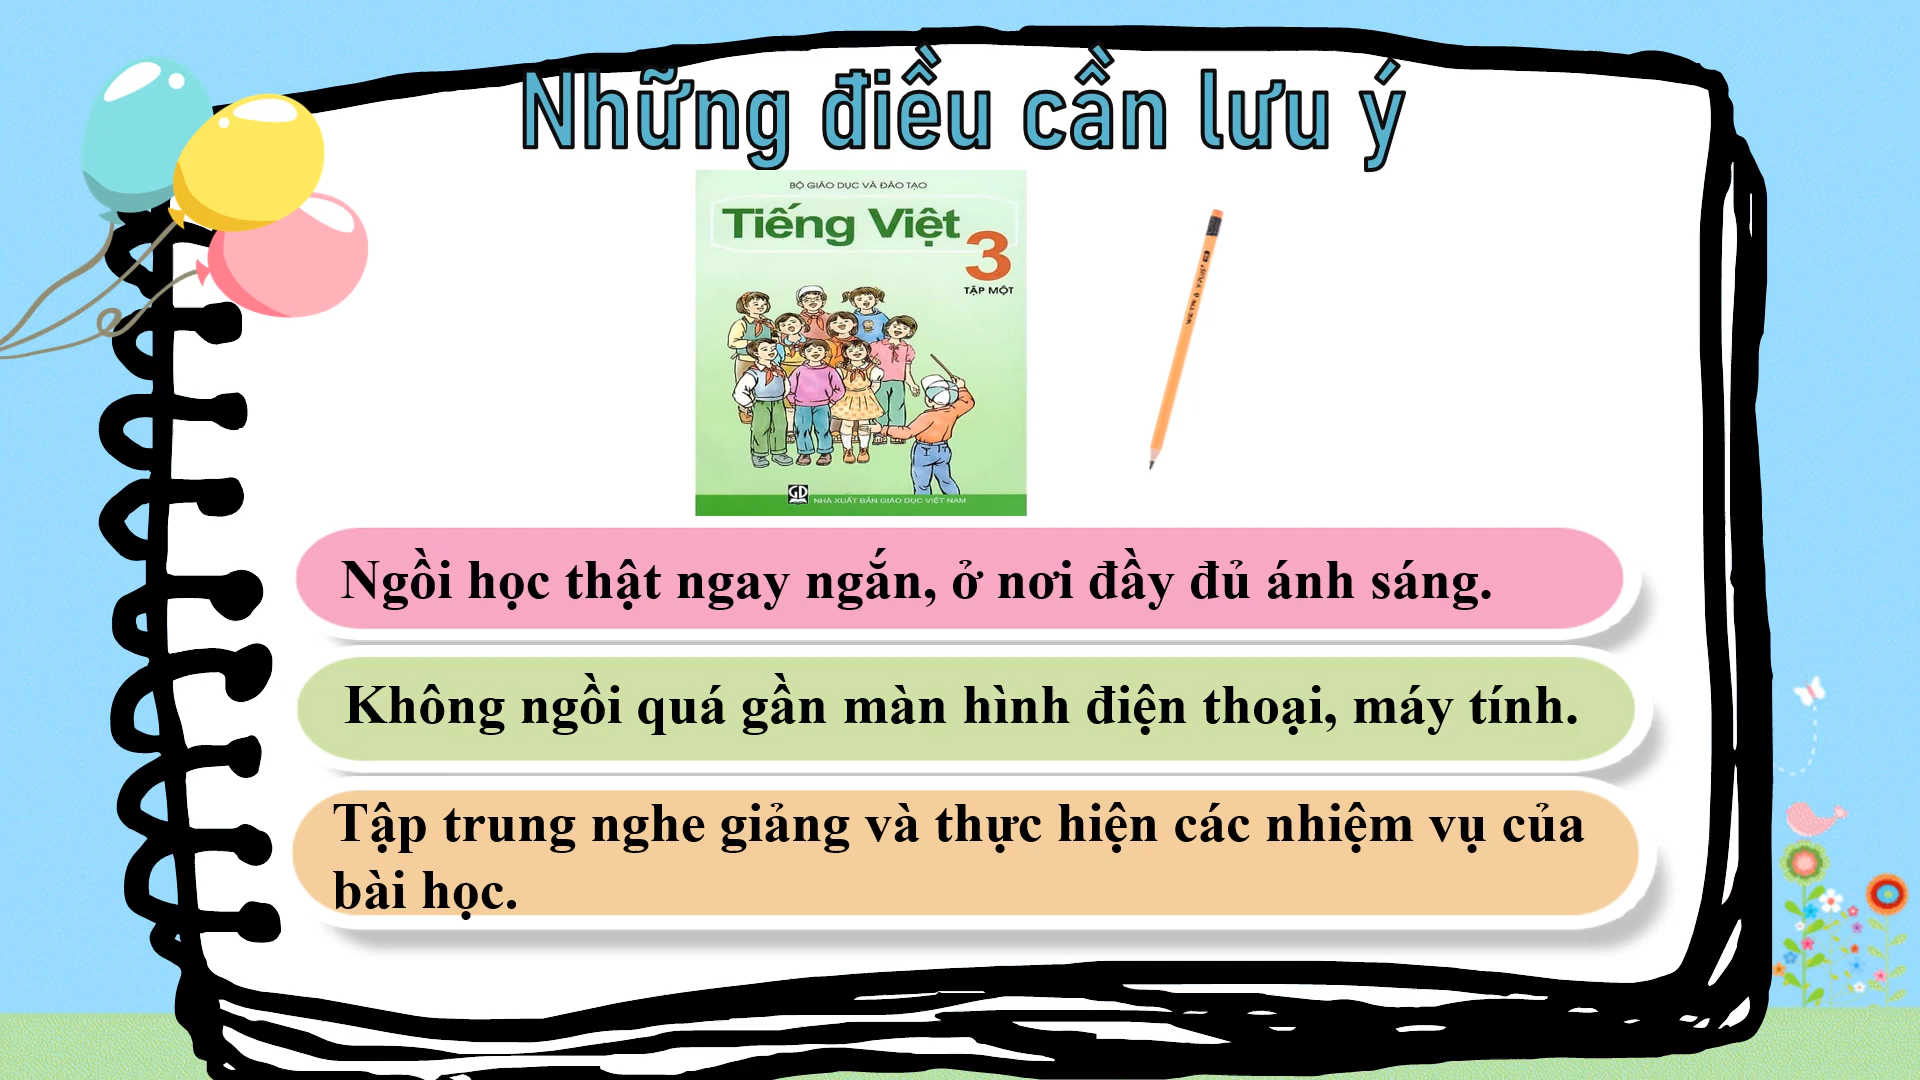 Những điều cần lưu ý
BỘ GIÁO DỤC VÀ ĐÀO TẠO
Tiếng Việt
3
TẬP MỘT
GD
NHÀ XUẤT BẢN GIÁO DỤC VIỆT NAM
Ngồi học thật ngay ngắn, ở nơi đầy đủ ánh sáng.
Không ngồi quá gần màn hình điện thoại, máy tính.
Tập trung nghe giảng và thực hiện các nhiệm vụ của
bài học.